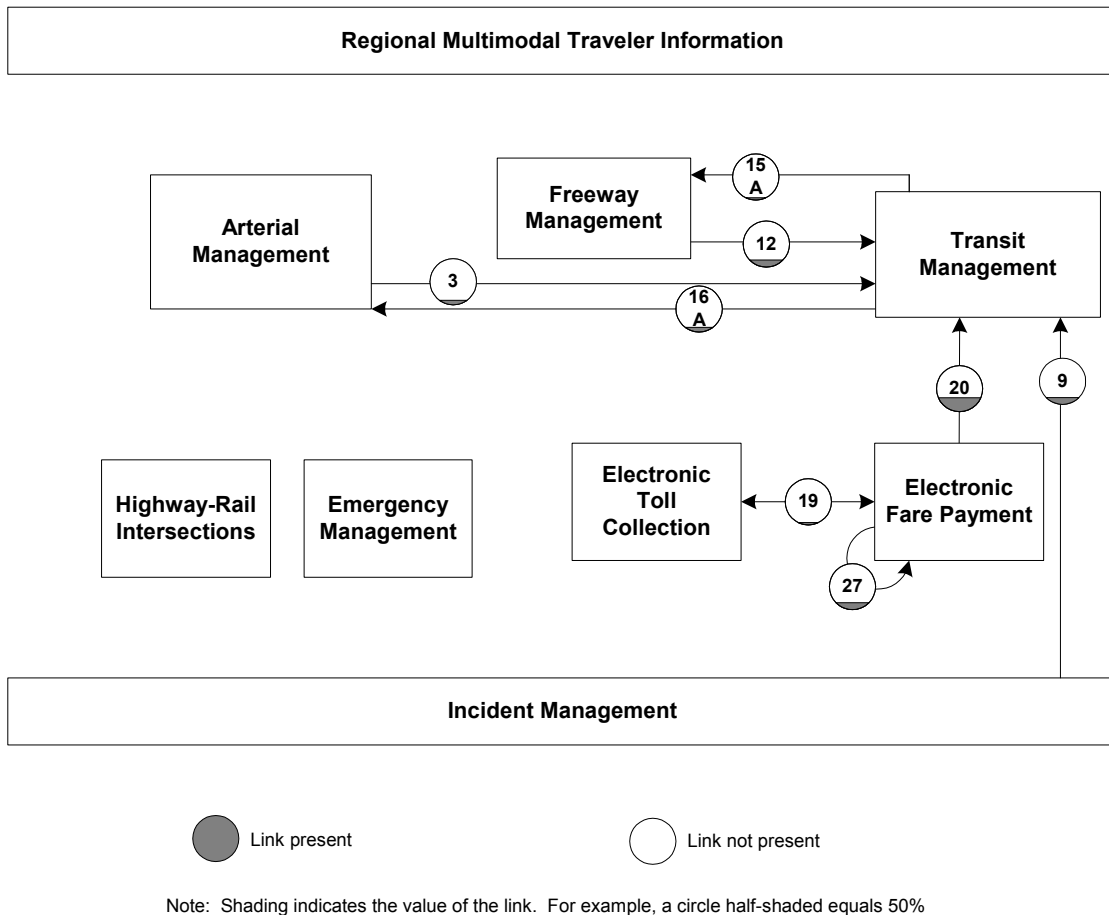 Regional Multimodal Traveler Information
15
A
Freeway
Management
12
Arterial
Management
Transit
Management
3
16
A
20
9
Highway-Rail
Intersections
Emergency
Management
Electronic
Toll
Collection
19
Electronic
Fare Payment
27
Incident Management
Link present
Link not present
Note:  Shading indicates the value of the link.  For example, a circle half-shaded equals 50%